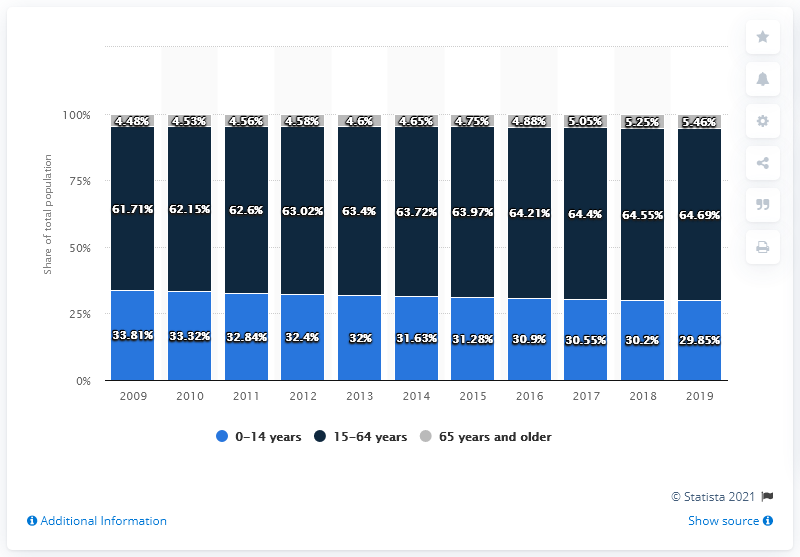 Share of total population
100%
75%
50%
25%
0%
4.48% 4.53% 4.56% 4.58% 4.6% 4.65% 4.75% 4.88% 5.05% 5.25% 5.46%
61.71% 62.15% 62.6% 63.02% 63.4% 63.72% 63.97% 64.21% 64.4% 64.55% 64.69%
33.81% 33.32% 32.84% 32.4% 32% 31.63% 31.28% 30.9% 30.55% 30.2% 29.85%
2009 2010 2011 2012 2013 2014 2015 2016 2017 2018 2019
0-14 years 15-64 years 65 years and older
© Statista 2021
Additional Information Show source